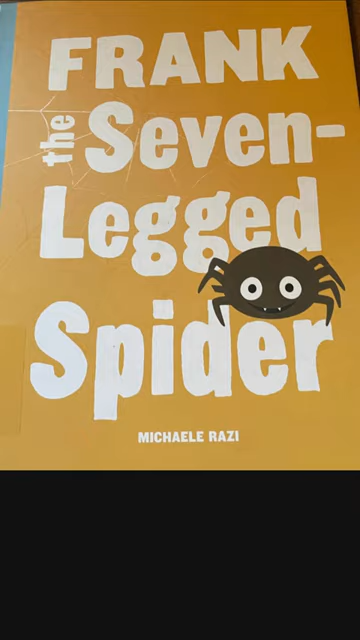 FRANK
the Seven-
Legged
Spider
MICHAELE RAZI